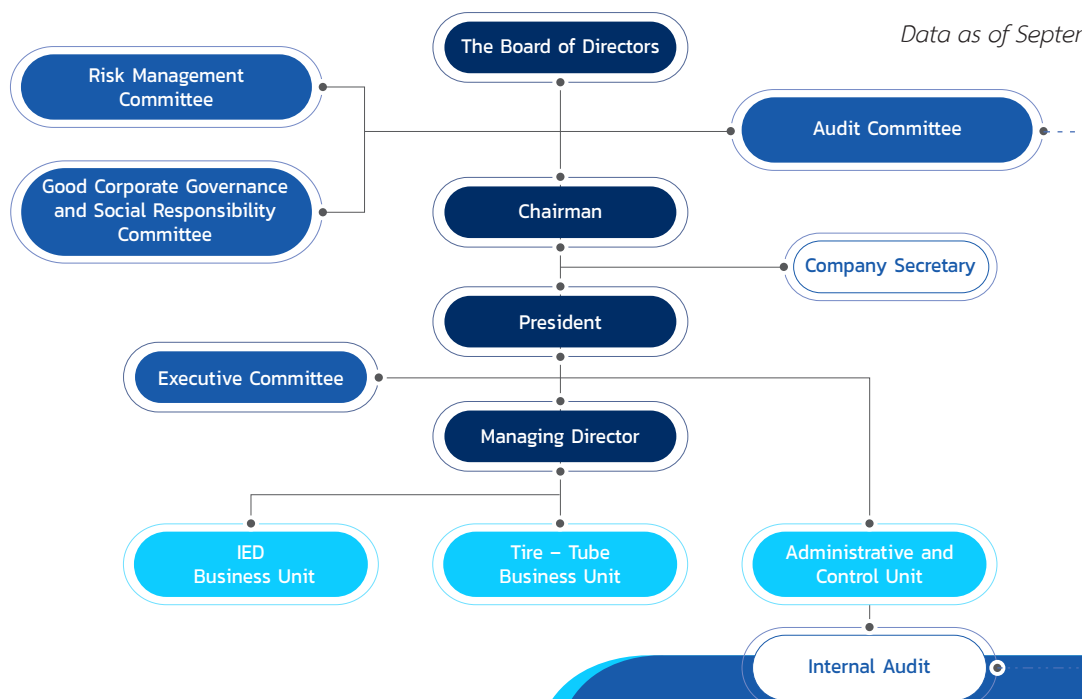 The Board of Directors
Data as of
Risk Management
Committee
Audit Committee
Good Corporate Governance
and Social Responsibility
Committee
Chairman
Company Secretary
President
Executive Committee
Managing Director
IED
Business Unit
Tire – Tube
Business Unit
Administrative and
Control Unit
Internal Audit